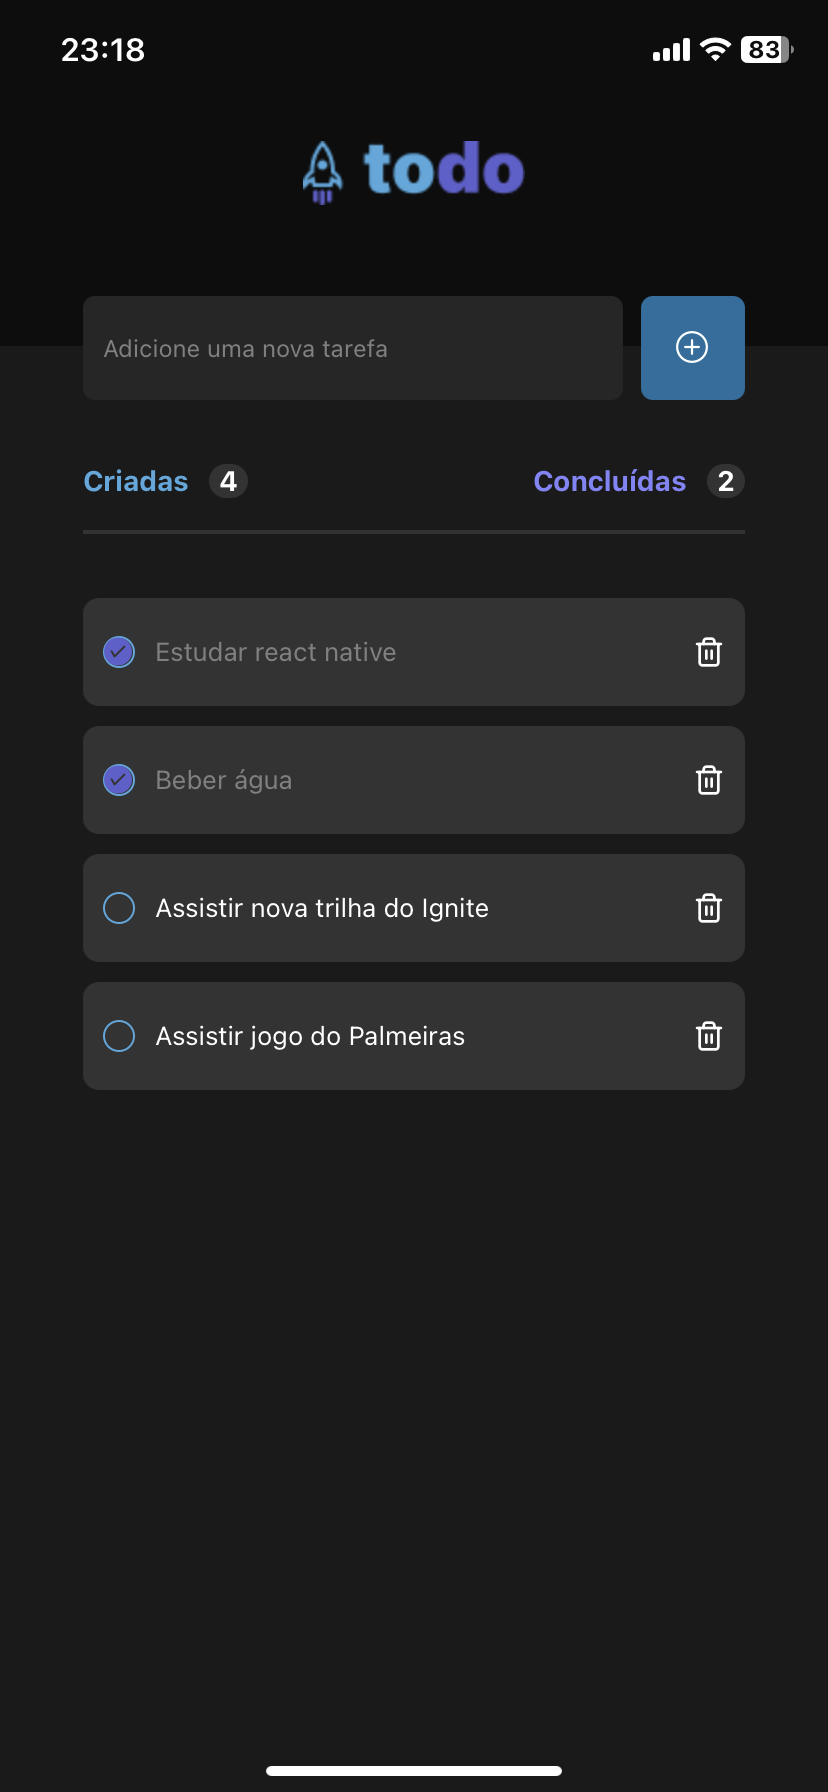 23:18
83
todo
Adicione uma nova tarefa
Criadas 4
Concluídas 2
Estudar react native
Beber água
Assistir nova trilha do Ignite
Assistir jogo do Palmeiras